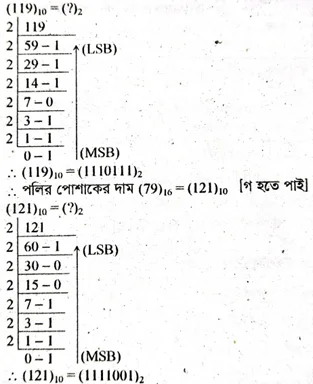 (119)₁₀ = (?)₂
2 | 119
2 | 59 – 1 (LSB)
2 | 29 – 1
2 | 14 – 1
2 | 7 – 0
2 | 3 – 1
2 | 1 – 1
0 – 1 (MSB)
∴ (119)₁₀ = (1110111)₂
∴ পলির পোশাকের দাম (79)₁₆ = (121)₁₀ [গ হতে পাই]
(121)₁₀ = (?)₂
2 | 121
2 | 60 – 1 (LSB)
2 | 30 – 0
2 | 15 – 0
2 | 7 – 1
2 | 3 – 1
2 | 1 – 1
0 – 1 (MSB)
∴ (121)₁₀ = (1111001)₂